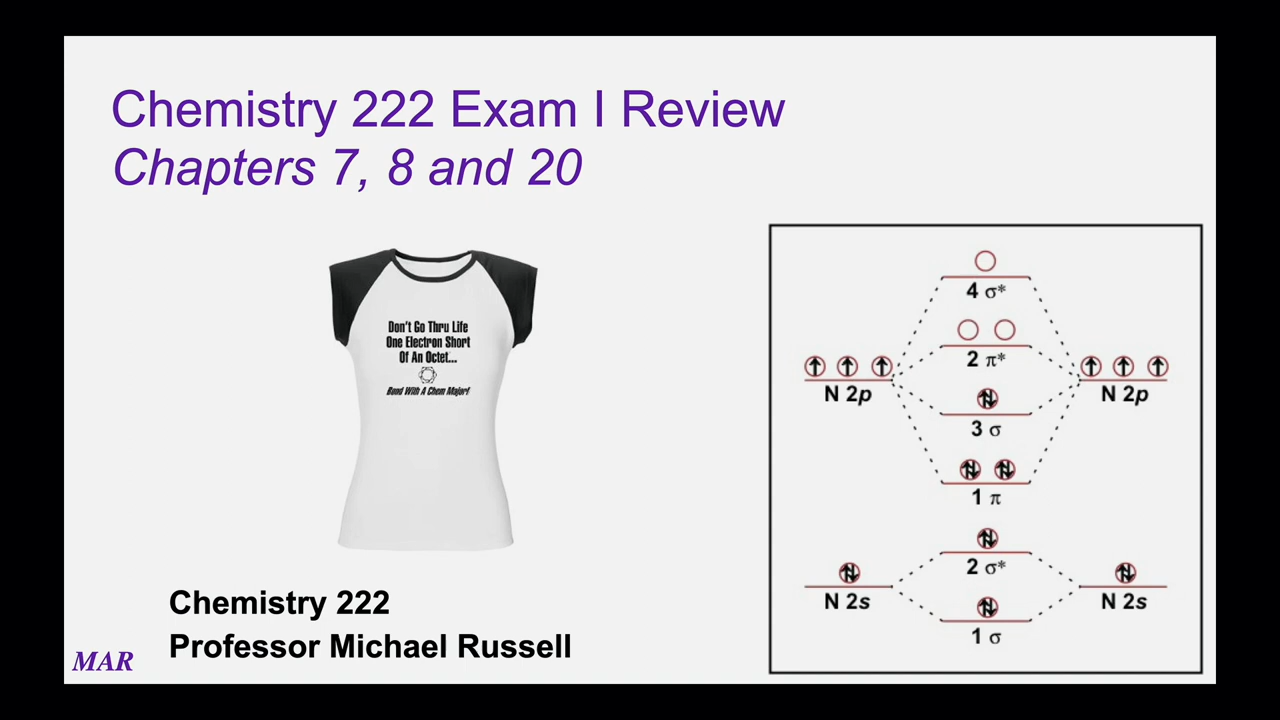 Chemistry 222 Exam I Review
Chapters 7, 8 and 20
Don't Go Thru Life
One Electron Short
Of An Octet...
Bond With A Chem Major!
4 σ*
2 π*
N 2p
N 2p
3 σ
1 π
2 σ*
N 2s
N 2s
1 σ
Chemistry 222
Professor Michael Russell
MAR